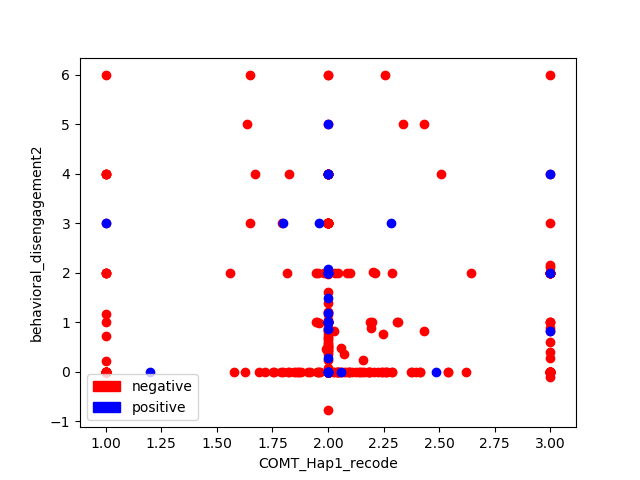 6
5
4
3
2
1
0
−1
behavioral_disengagement2
negative
positive
1.00 1.25 1.50 1.75 2.00 2.25 2.50 2.75 3.00
COMT_Hap1_recode